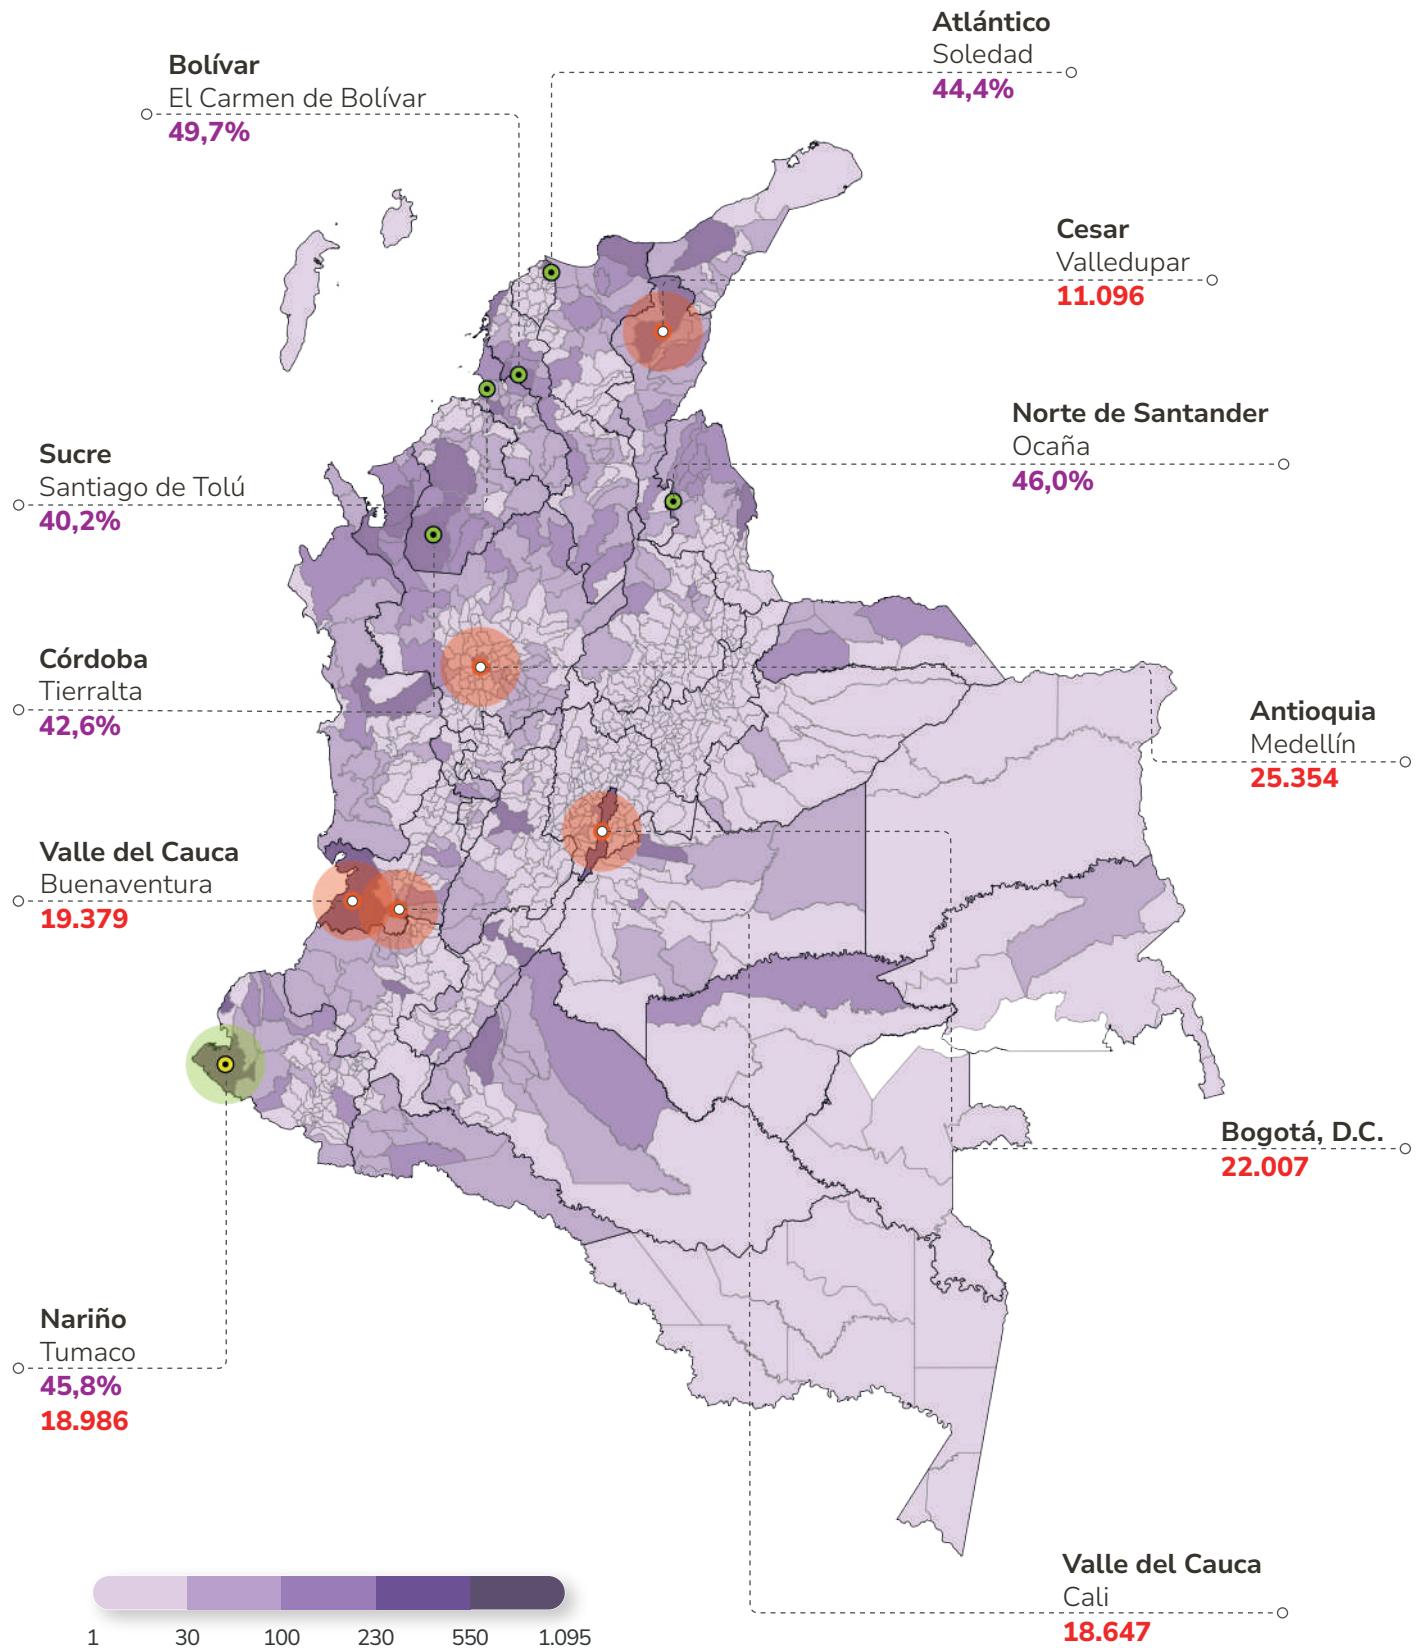 Atlántico
Soledad
44,4%
Bolívar
El Carmen de Bolívar
49,7%
Cesar
Valledupar
11.096
Norte de Santander
Ocaña
46,0%
Sucre
Santiago de Tolú
40,2%
Córdoba
Tierralta
42,6%
Antioquia
Medellín
25.354
Valle del Cauca
Buenaventura
19.379
Bogotá, D.C.
22.007
Nariño
Tumaco
45,8%
18.986
Valle del Cauca
Cali
18.647
1 30 100 230 550 1.095